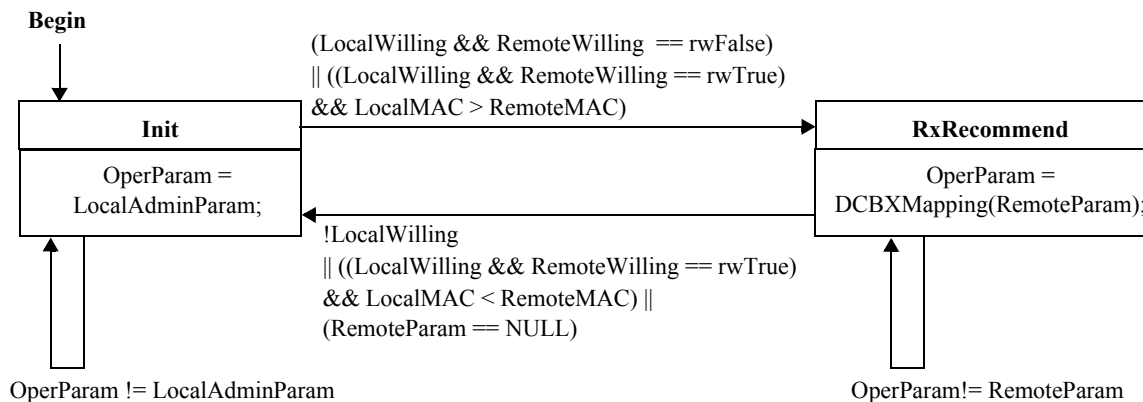 Begin
(LocalWilling && RemoteWilling == rwFalse)
|| ((LocalWilling && RemoteWilling == rwTrue)
&& LocalMAC > RemoteMAC)
Init
RxRecommend
OperParam =
LocalAdminParam;
OperParam =
DCBXMapping(RemoteParam);
!LocalWilling
|| ((LocalWilling && RemoteWilling == rwTrue)
&& LocalMAC < RemoteMAC) ||
(RemoteParam == NULL)
OperParam != LocalAdminParam
OperParam!= RemoteParam